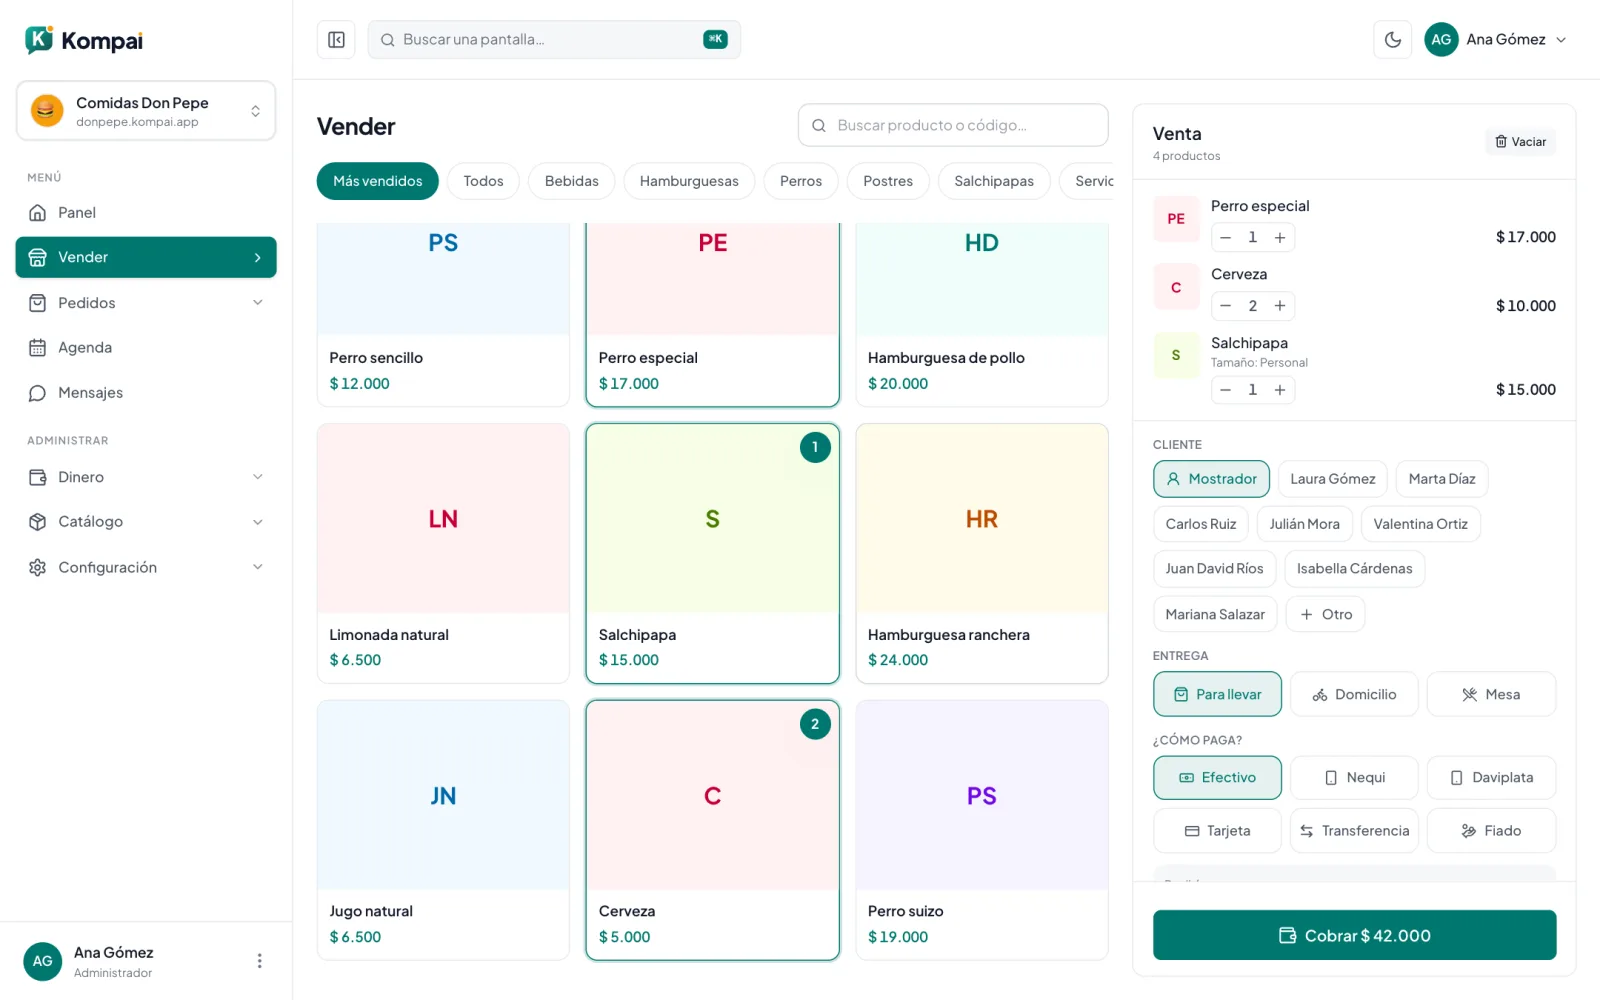 Kompai
Comidas Don Pepe
donpepe.kompai.app
MENÚ
Panel
Vender
Pedidos
Agenda
Mensajes
ADMINISTRAR
Dinero
Catálogo
Configuración
AG
Ana Gómez
Administrador
Buscar una pantalla...
⌘K
AG
Ana Gómez
Vender
Buscar producto o código...
Más vendidos
Todos
Bebidas
Hamburguesas
Perros
Postres
Salchipapas
Servic
PS
Perro sencillo
$ 12.000
PE
Perro especial
$ 17.000
HD
Hamburguesa de pollo
$ 20.000
LN
Limonada natural
$ 6.500
1
S
Salchipapa
$ 15.000
HR
Hamburguesa ranchera
$ 24.000
JN
Jugo natural
$ 6.500
2
C
Cerveza
$ 5.000
PS
Perro suizo
$ 19.000
Venta
4 productos
Vaciar
PE
Perro especial
1
$ 17.000
C
Cerveza
2
$ 10.000
S
Salchipapa
Tamaño: Personal
1
$ 15.000
CLIENTE
Mostrador
Laura Gómez
Marta Díaz
Carlos Ruiz
Julián Mora
Valentina Ortiz
Juan David Ríos
Isabella Cárdenas
Mariana Salazar
Otro
ENTREGA
Para llevar
Domicilio
Mesa
¿CÓMO PAGA?
Efectivo
Nequi
Daviplata
Tarjeta
Transferencia
Fiado
Cobrar $ 42.000